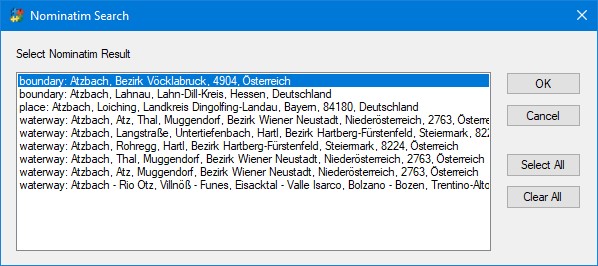 Nominatim Search
Select Nominatim Result
boundary: Atzbach, Bezirk Vöcklabruck, 4904, Österreich
boundary: Atzbach, Lahnau, Lahn-Dill-Kreis, Hessen, Deutschland
place: Atzbach, Loiching, Landkreis Dingolfing-Landau, Bayern, 84180, Deutschland
waterway: Atzbach, Atz, Thal, Muggendorf, Bezirk Wiener Neustadt, Niederösterreich, 2763, Österre
waterway: Atzbach, Langstraße, Untertiefenbach, Hartl, Bezirk Hartberg-Fürstenfeld, Steiermark, 822
waterway: Atzbach, Rohregg, Hartl, Bezirk Hartberg-Fürstenfeld, Steiermark, 8224, Österreich
waterway: Atzbach, Thal, Muggendorf, Bezirk Wiener Neustadt, Niederösterreich, 2763, Österreich
waterway: Atzbach, Atz, Muggendorf, Bezirk Wiener Neustadt, Niederösterreich, 2763, Österreich
waterway: Atzbach - Rio Otz, Villnöß - Funes, Eisacktal - Valle Isarco, Bolzano - Bozen, Trentino-Alto
OK
Cancel
Select All
Clear All